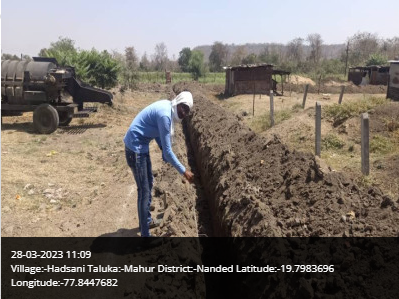 28-03-2023 11:09
Village:-Hadsani Taluka:-Mahur District:-Nanded Latitude:-19.7983696
Longitude:-77.8447682